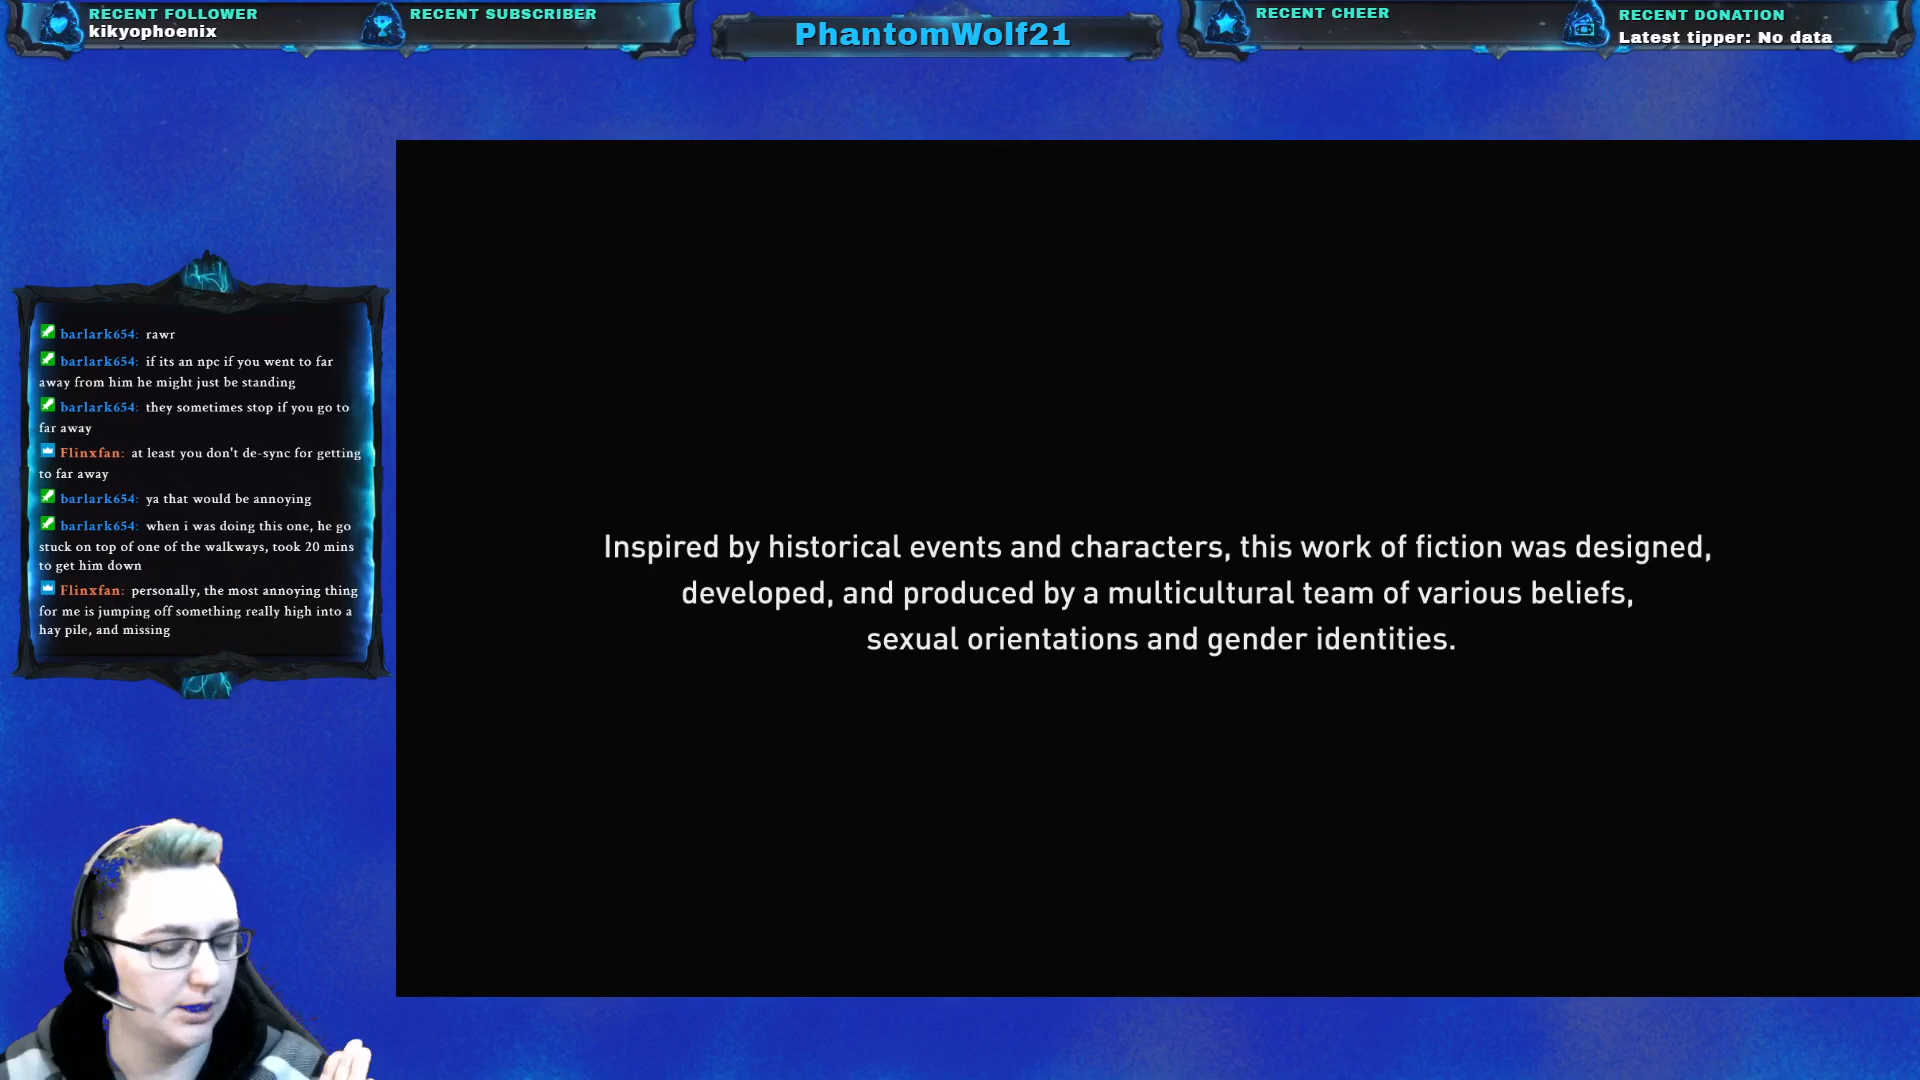 RECENT FOLLOWER
kikyophoenix
RECENT SUBSCRIBER
PhantomWolf21
RECENT CHEER
RECENT DONATION
Latest tipper: No data
barlark654: rawr
barlark654: if its an npc if you went to far
away from him he might just be standing
barlark654: they sometimes stop if you go to
far away
Flinxfan: at least you don't de-sync for getting
to far away
barlark654: ya that would be annoying
barlark654: when i was doing this one, he go
stuck on top of one of the walkways, took 20 mins
to get him down
Flinxfan: personally, the most annoying thing
for me is jumping off something really high into a
hay pile, and missing
Inspired by historical events and characters, this work of fiction was designed,
developed, and produced by a multicultural team of various beliefs,
sexual orientations and gender identities.